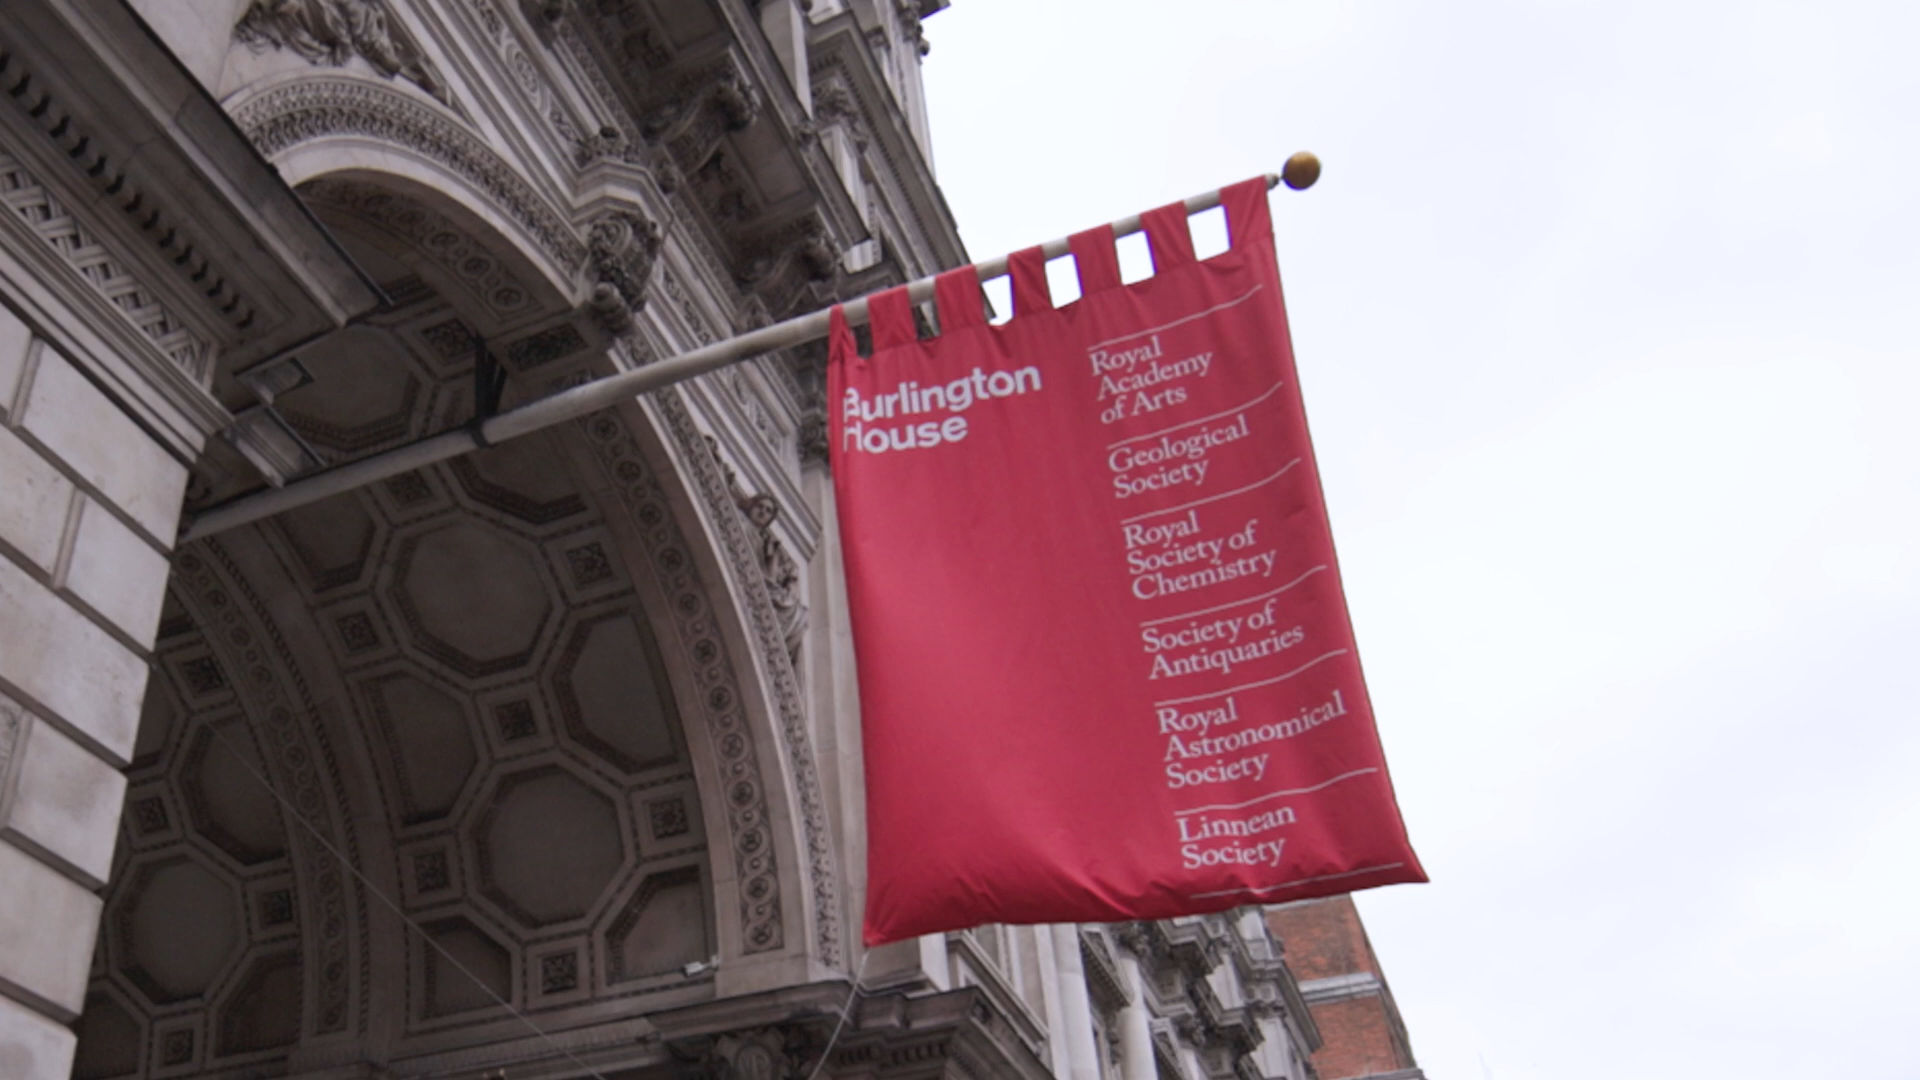 Burlington
House
Royal
Academy
of Arts
Geological
Society
Royal
Society of
Chemistry
Society of
Antiquaries
Royal
Astronomical
Society
Linnean
Society